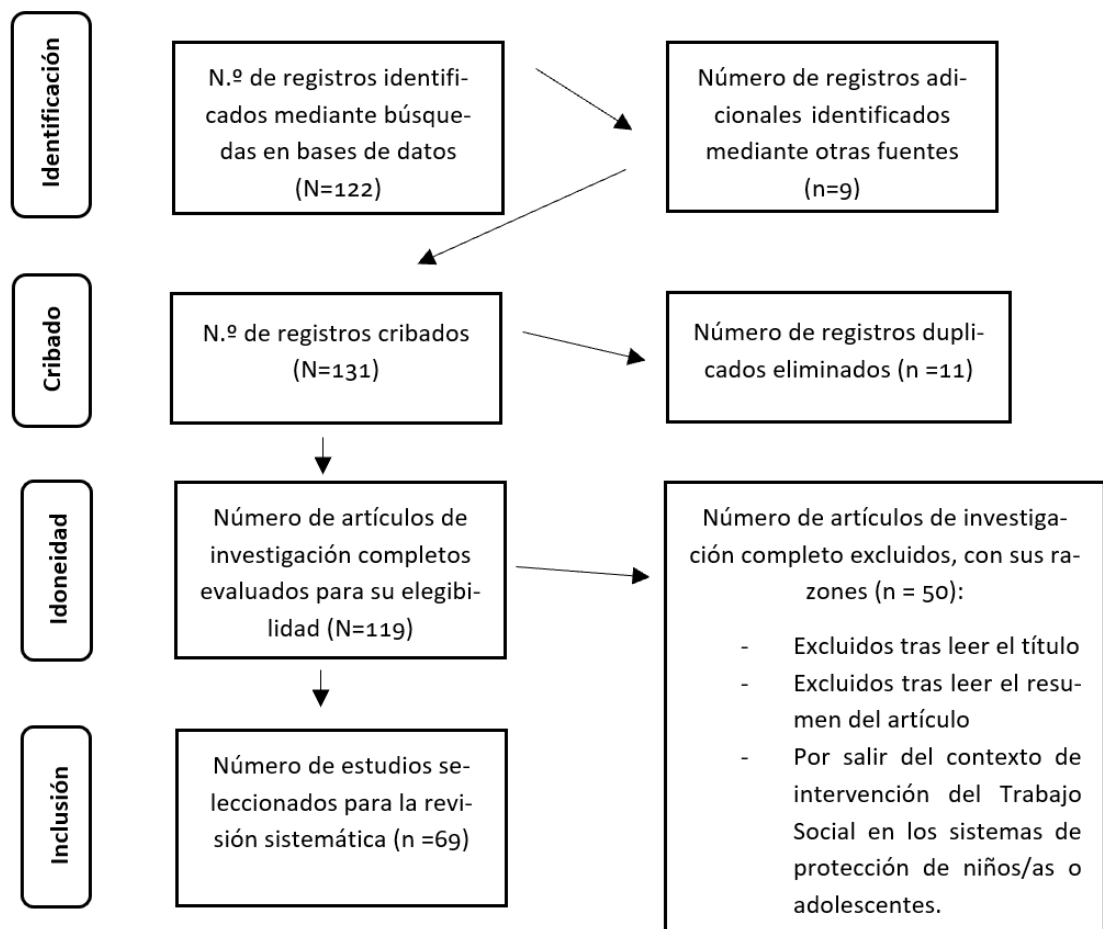 Identificación
N.º de registros identifi-
cados mediante búsque-
das en bases de datos
(N=122)
Número de registros adi-
cionales identificados
mediante otras fuentes
(n=9)
Cribado
N.º de registros cribados
(N=131)
Número de registros dupli-
cados eliminados (n =11)
Idoneidad
Número de artículos de
investigación completos
evaluados para su elegibi-
lidad (N=119)
Número de artículos de investiga-
ción completo excluidos, con sus ra-
zones (n = 50):
- Excluidos tras leer el título
- Excluidos tras leer el resu-
men del artículo
- Por salir del contexto de
intervención del Trabajo
Social en los sistemas de
protección de niños/as o
adolescentes.
Inclusión
Número de estudios se-
leccionados para la revi-
sión sistemática (n =69)